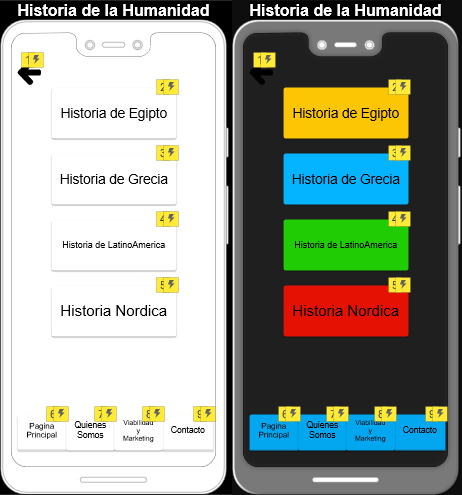 Historia de la Humanidad
1
2
Historia de Egipto
3
Historia de Grecia
4
Historia de LatinoAmerica
5
Historia Nordica
6
7
8
9
Pagina
Principal
Quienes
Somos
Viabilidad
y
Marketing
Contacto
Historia de la Humanidad
1
2
Historia de Egipto
3
Historia de Grecia
4
Historia de LatinoAmerica
5
Historia Nordica
6
7
8
9
Pagina
Principal
Quienes
Somos
Viabilidad
y
Marketing
Contacto